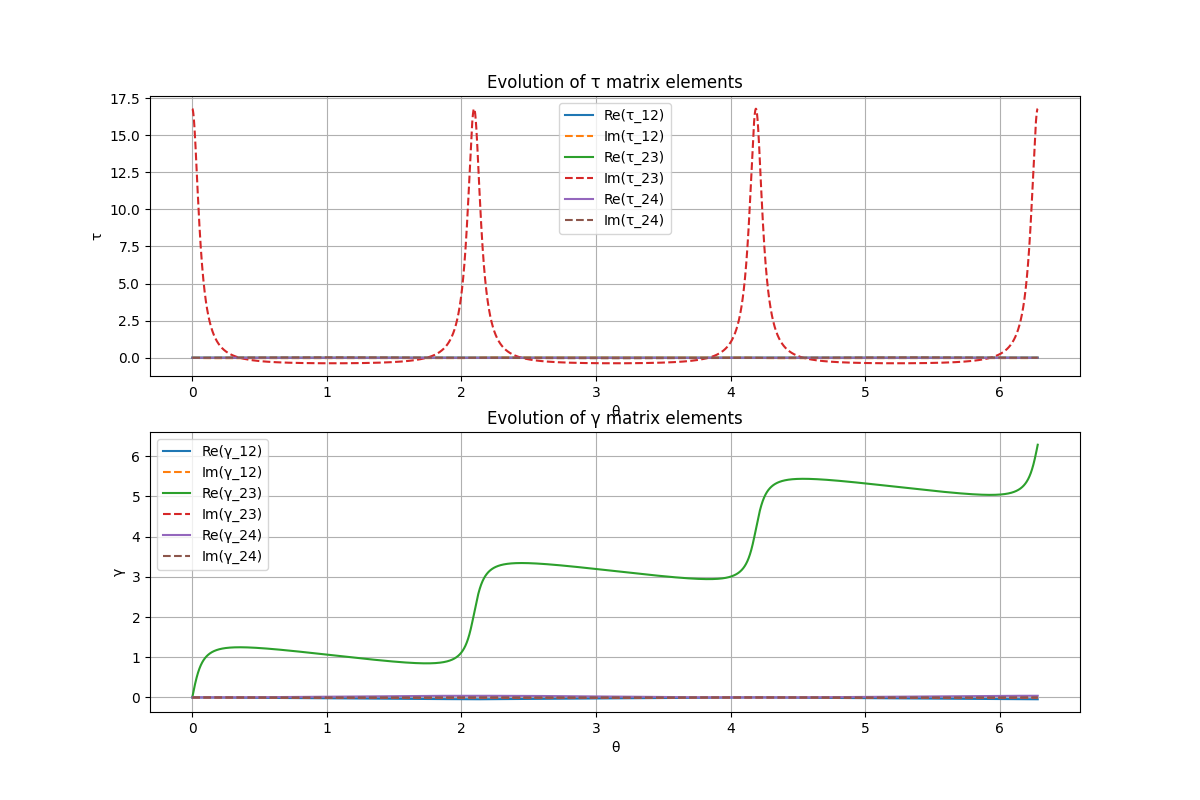 Evolution of τ matrix elements
τ
17.5
15.0
12.5
10.0
7.5
5.0
2.5
0.0
Re(τ_12)
Im(τ_12)
Re(τ_23)
Im(τ_23)
Re(τ_24)
Im(τ_24)
0 1 2 3 4 5 6
θ
Evolution of γ matrix elements
γ
6
5
4
3
2
1
0
Re(γ_12)
Im(γ_12)
Re(γ_23)
Im(γ_23)
Re(γ_24)
Im(γ_24)
0 1 2 3 4 5 6
θ